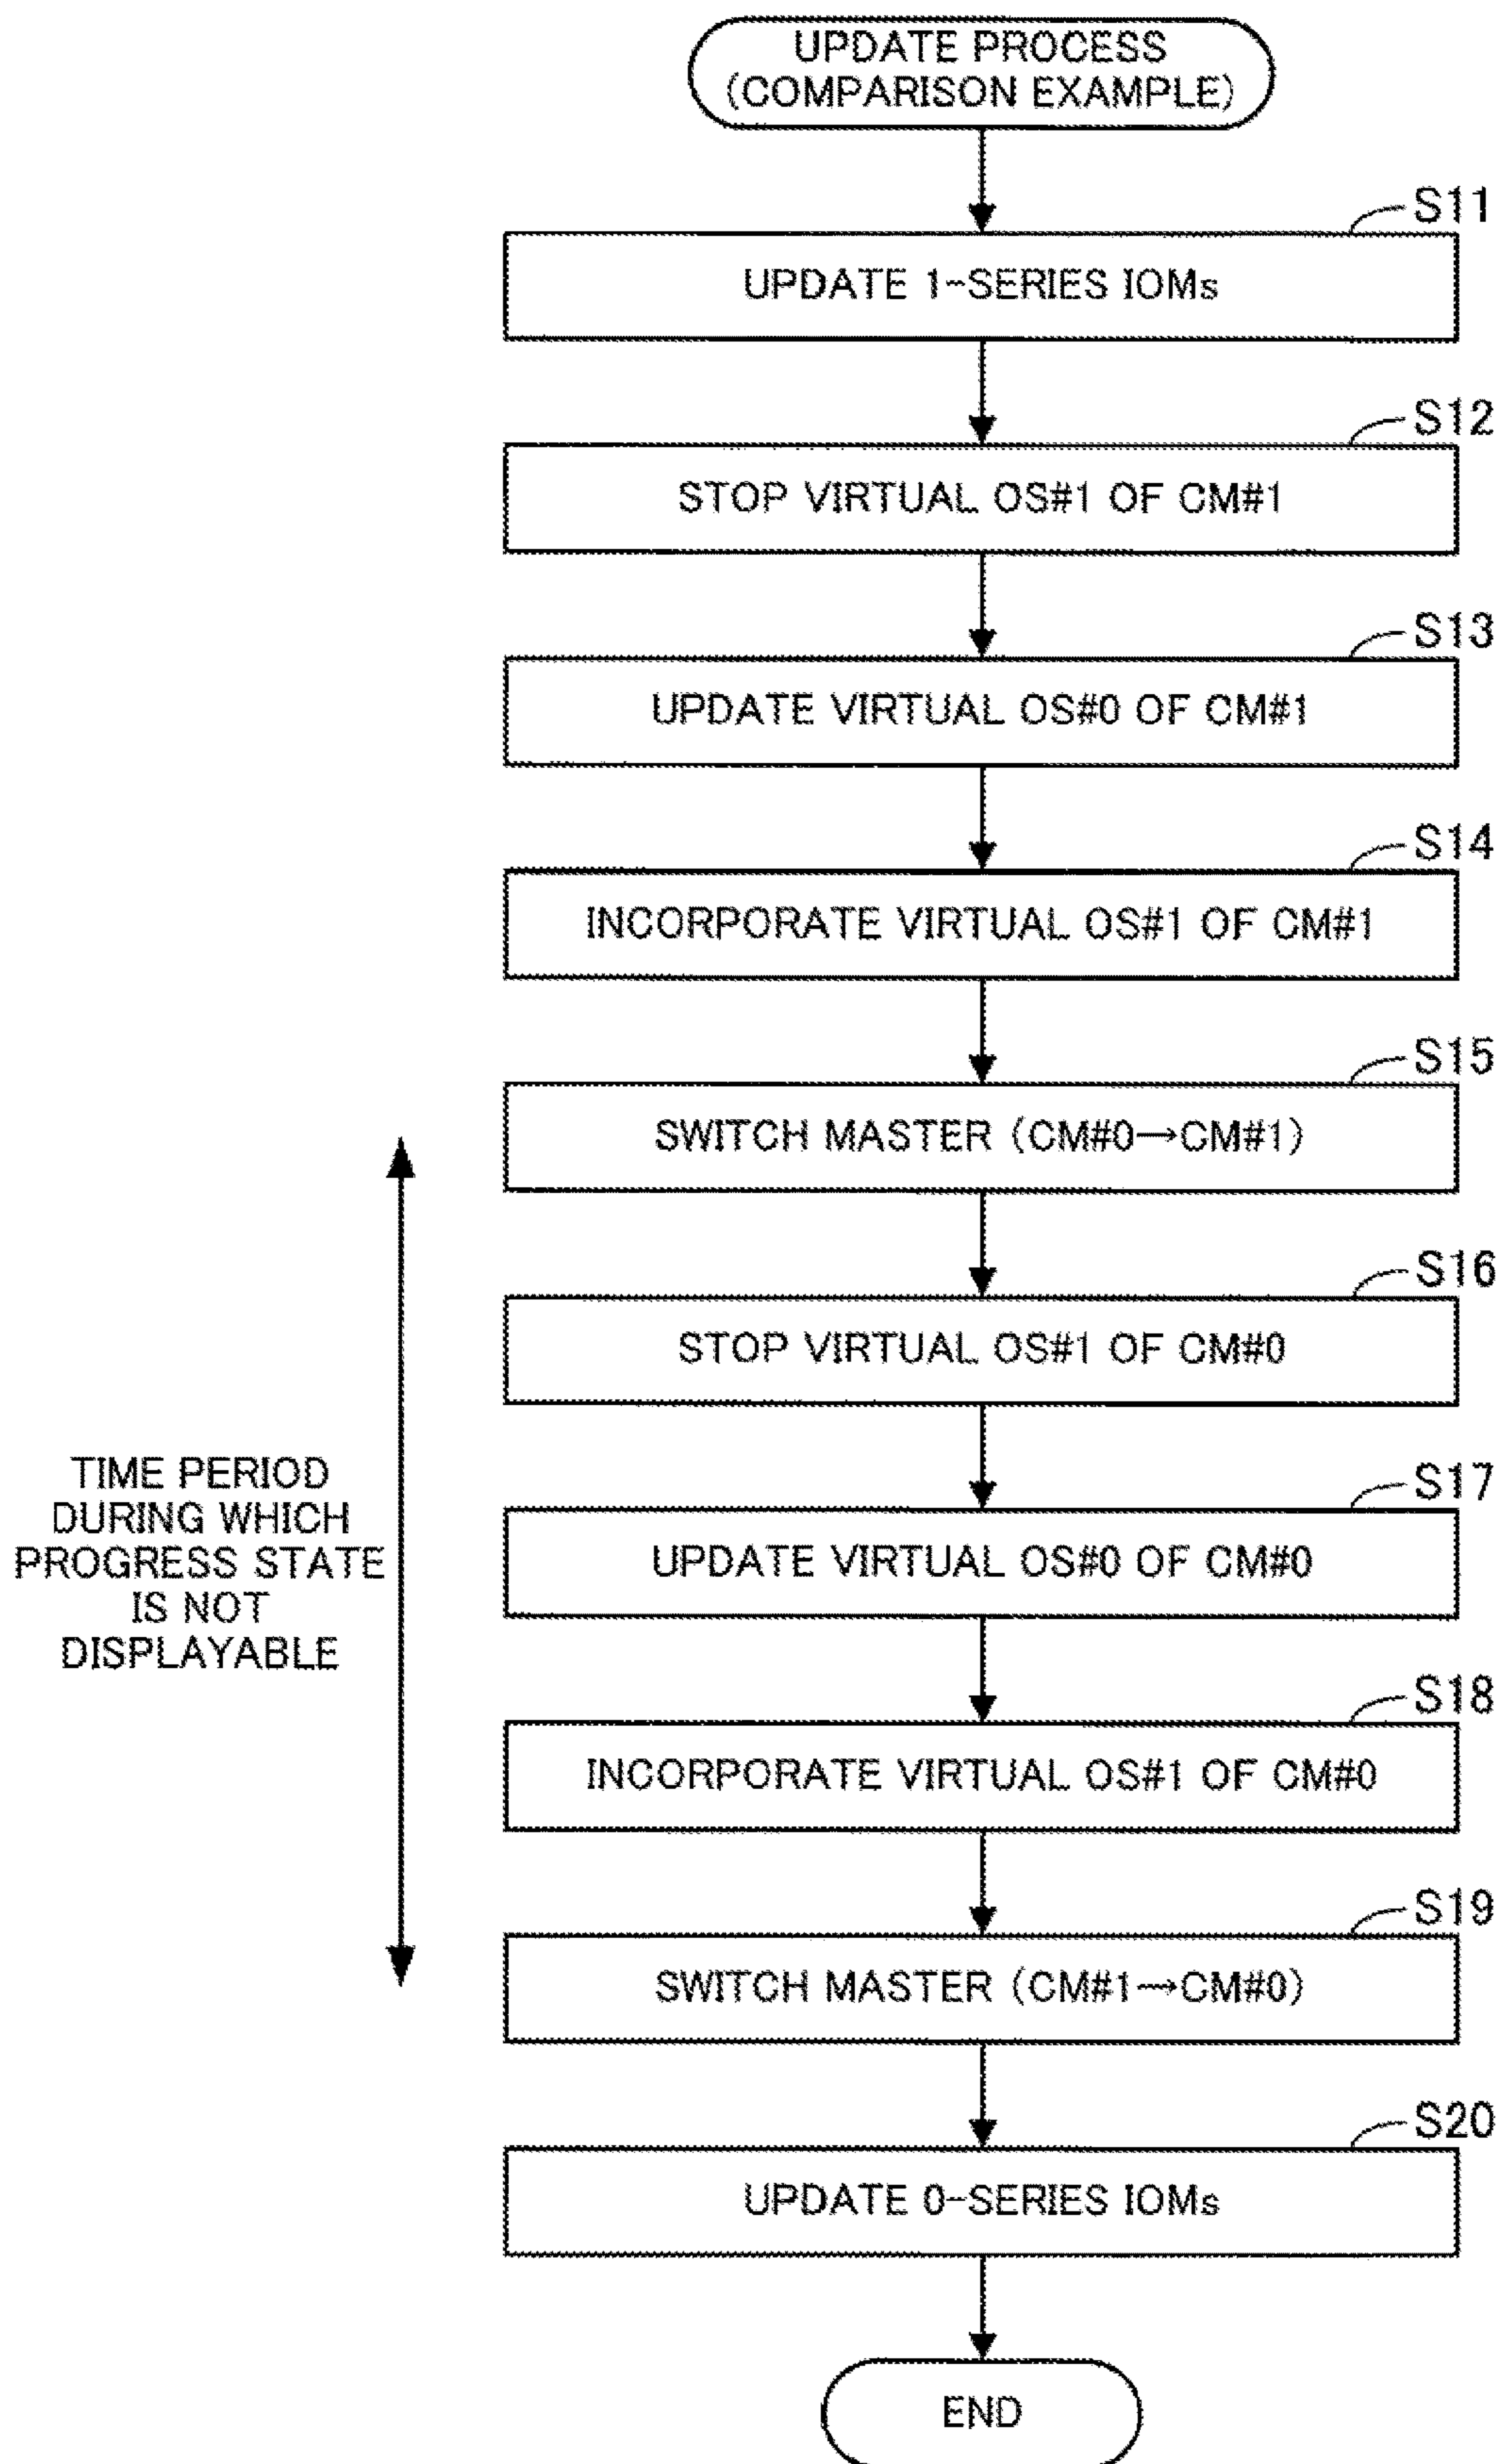 UPDATE PROCESS
(COMPARISON EXAMPLE)
S11
UPDATE 1-SERIES IOMs
S12
STOP VIRTUAL OS#1 OF CM#1
S13
UPDATE VIRTUAL OS#0 OF CM#1
S14
INCORPORATE VIRTUAL OS#1 OF CM#1
S15
SWITCH MASTER (CM#0→CM#1)
S16
STOP VIRTUAL OS#1 OF CM#0
S17
UPDATE VIRTUAL OS#0 OF CM#0
S18
INCORPORATE VIRTUAL OS#1 OF CM#0
S19
SWITCH MASTER (CM#1→CM#0)
S20
UPDATE 0-SERIES IOMs
END
TIME PERIOD
DURING WHICH
PROGRESS STATE
IS NOT
DISPLAYABLE